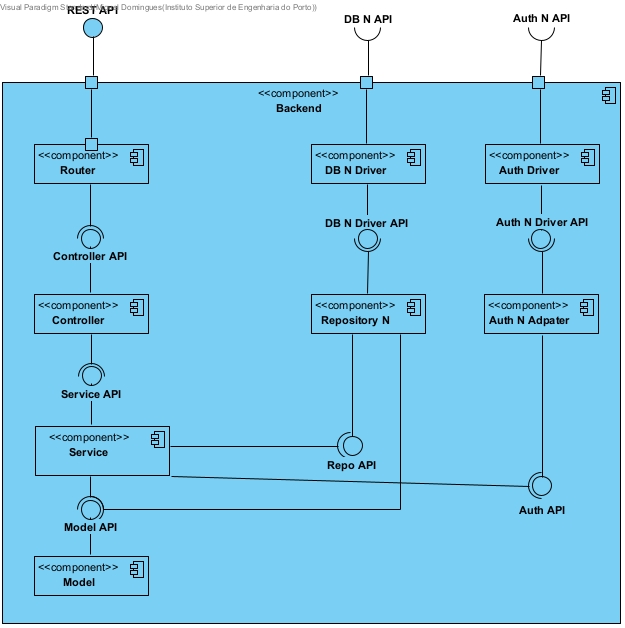 Visual Paradigm Standard(Miguel Domingues(Instituto Superior de Engenharia do Porto))
REST API
DB N API
Auth N API
<<component>>
Backend
<<component>>
Router
<<component>>
DB N Driver
<<component>>
Auth Driver
Controller API
DB N Driver API
Auth N Driver API
<<component>>
Controller
<<component>>
Repository N
<<component>>
Auth N Adpater
Service API
<<component>>
Service
Repo API
Auth API
Model API
<<component>>
Model